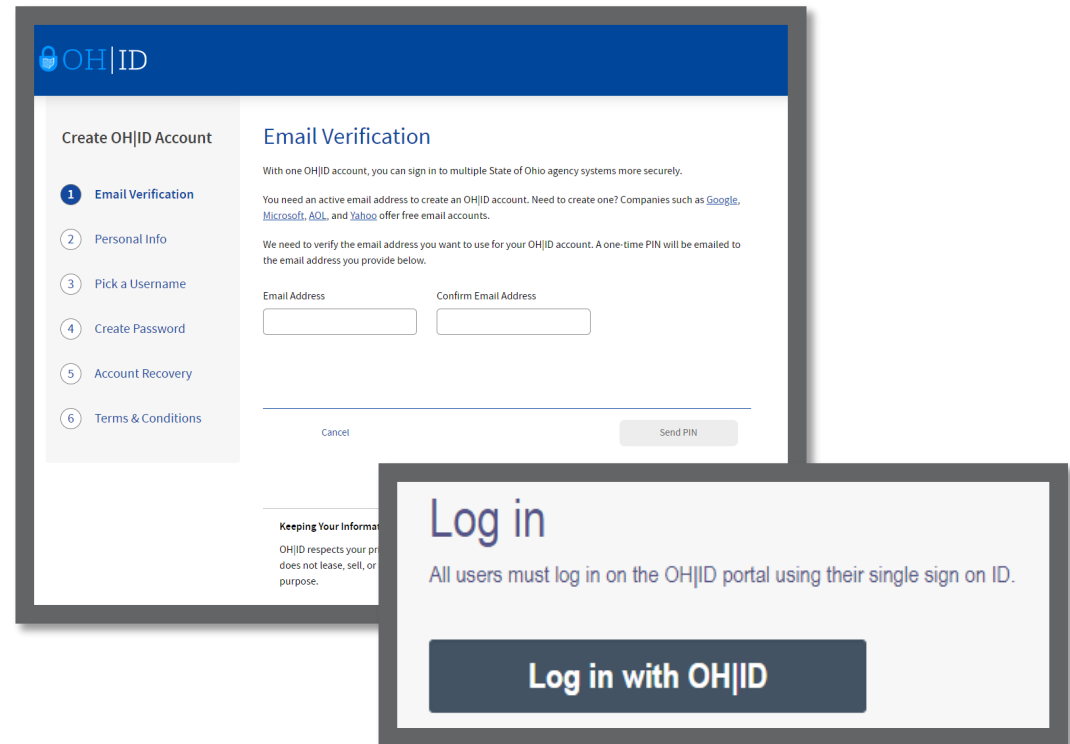 OH|ID
Create OH|ID Account
1 Email Verification
2 Personal Info
3 Pick a Username
4 Create Password
5 Account Recovery
6 Terms & Conditions
Email Verification
With one OH|ID account, you can sign in to multiple State of Ohio agency systems more securely.
You need an active email address to create an OH|ID account. Need to create one? Companies such as Google,
Microsoft, AOL, and Yahoo offer free email accounts.
We need to verify the email address you want to use for your OH|ID account. A one-time PIN will be emailed to
the email address you provide below.
Email Address Confirm Email Address
Cancel Send PIN
Keeping Your
OH|ID respects your
does not lease, sell, or
purpose.
Log in
All users must log in on the OH|ID portal using their single sign on ID.
Log in with OH|ID